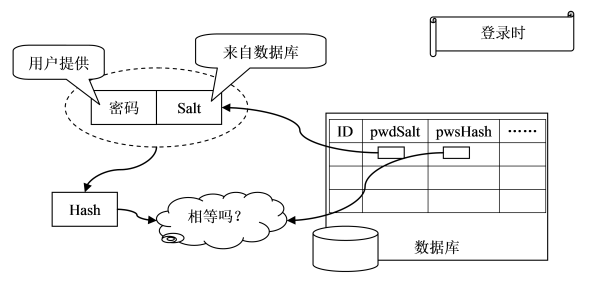 登录时
用户提供
来自数据库
密码 Salt
ID pwdSalt pwsHash ……
Hash
相等吗？
数据库